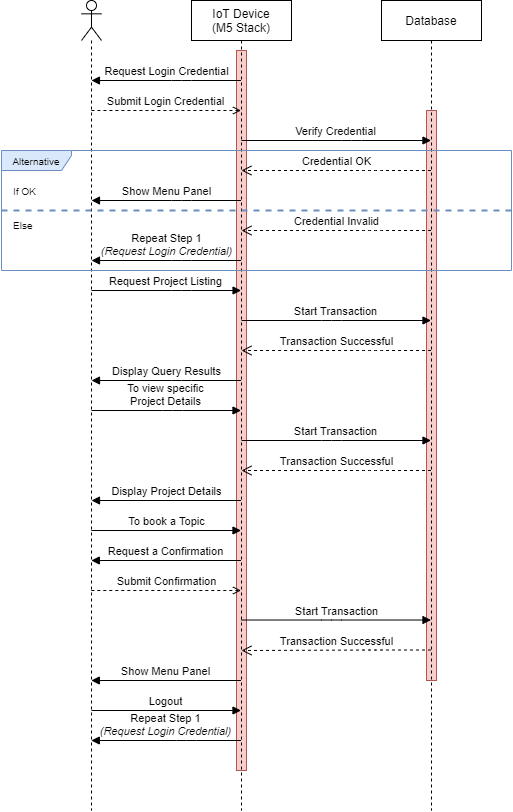 IoT Device
(M5 Stack)
Database
Request Login Credential
Submit Login Credential
Verify Credential
Alternative
Credential OK
If OK
Show Menu Panel
Else
Credential Invalid
Repeat Step 1
(Request Login Credential)
Request Project Listing
Start Transaction
Transaction Successful
Display Query Results
To view specific
Project Details
Start Transaction
Transaction Successful
Display Project Details
To book a Topic
Request a Confirmation
Submit Confirmation
Start Transaction
Transaction Successful
Show Menu Panel
Logout
Repeat Step 1
(Request Login Credential)